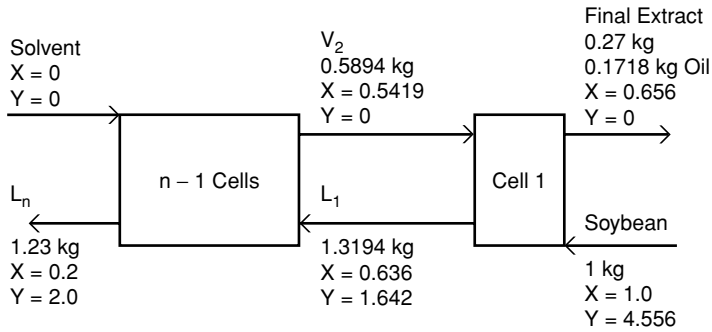 Solvent
X = 0
Y = 0
V2
0.5894 kg
X = 0.5419
Y = 0
Final Extract
0.27 kg
0.1718 kg Oil
X = 0.656
Y = 0
n – 1 Cells
Cell 1
Ln
1.23 kg
X = 0.2
Y = 2.0
L1
1.3194 kg
X = 0.636
Y = 1.642
Soybean
1 kg
X = 1.0
Y = 4.556